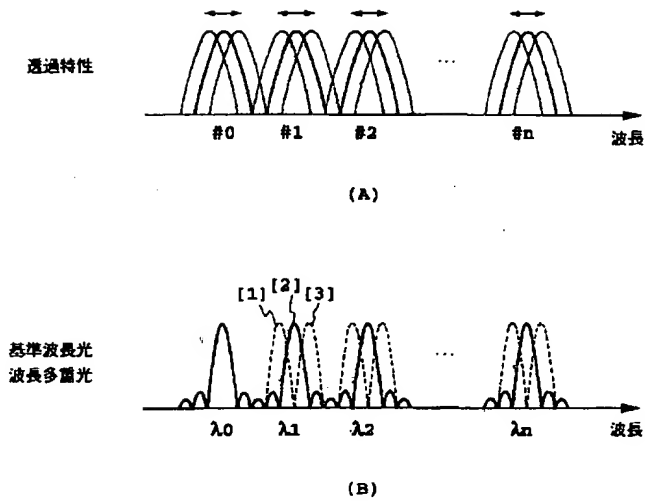 透過特性
…
#0 #1 #2 #n
波長
(A)
[1] [2] [3]
基準波長光
波長多重光
…
λ0 λ1 λ2 λn
波長
(B)